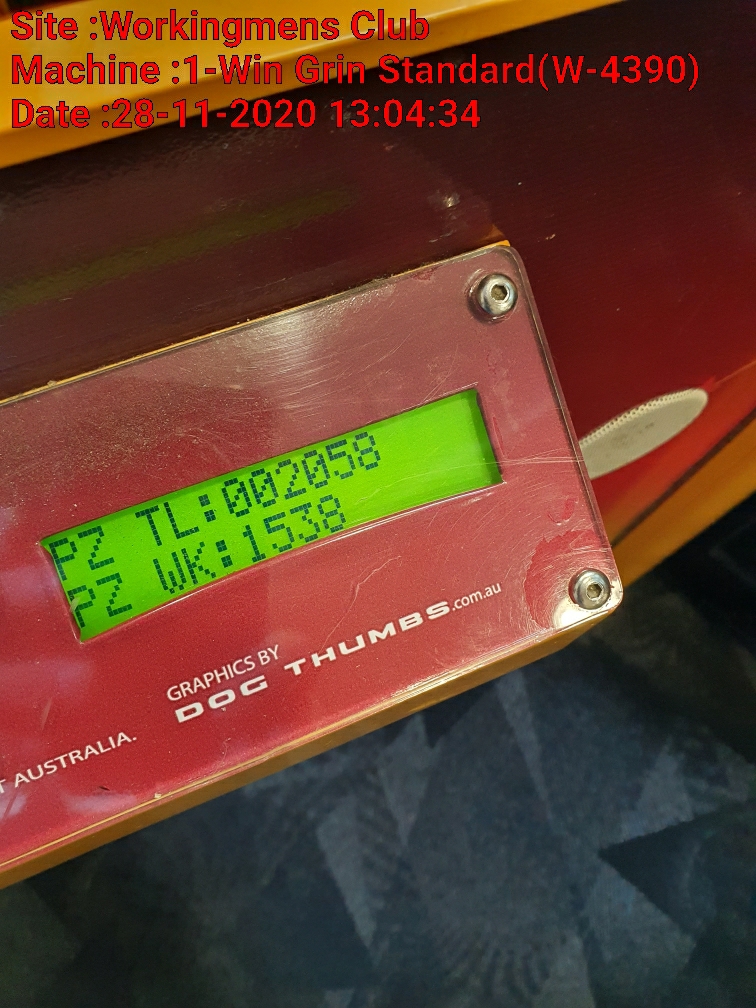 Site :Workingmens Club
Machine :1-Win Grin Standard(W-4390)
Date :28-11-2020 13:04:34
PZ TL:002058
PZ WK:1538
GRAPHICS BY
DOG THUMBS.com.au
AUSTRALIA.